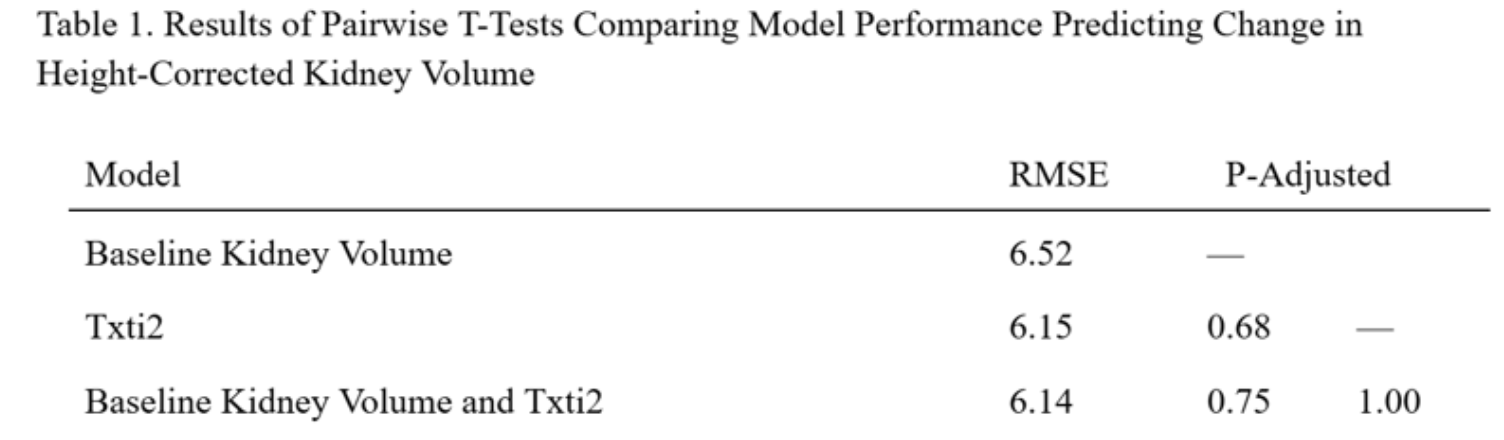 Table 1. Results of Pairwise T-Tests Comparing Model Performance Predicting Change in
Height-Corrected Kidney Volume
Model RMSE P-Adjusted
Baseline Kidney Volume 6.52 —
Txti2 6.15 0.68 —
Baseline Kidney Volume and Txti2 6.14 0.75 1.00